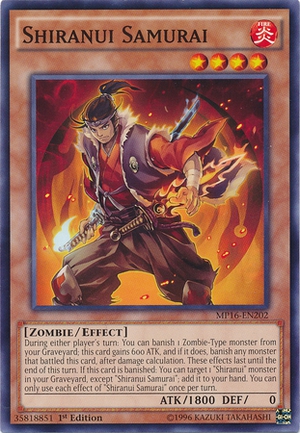 SHIRANUI SAMURAI
FIRE
炎
MP16-EN202
[ZOMBIE/EFFECT]
During either player's turn: You can banish 1 Zombie-Type monster
from your Graveyard; this card gains 600 ATK, and if it does, banish any
monster that battled this card, after damage calculation. These effects last until
the end of this turn. If this card is banished: You can target 1 "Shiranui" monster
in your Graveyard, except "Shiranui Samurai"; add it to your hand. You can
only use each effect of "Shiranui Samurai" once per turn.
ATK/1800 DEF/ 0
35818851 1st Edition ©1996 KAZUKI TAKAHASHI